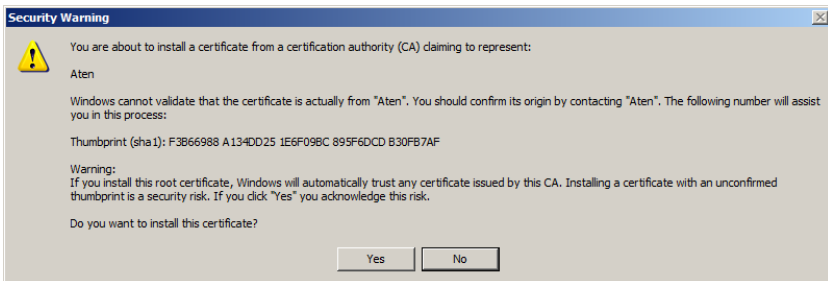 Security Warning
You are about to install a certificate from a certification authority (CA) claiming to represent:
Aten
Windows cannot validate that the certificate is actually from "Aten". You should confirm its origin by contacting "Aten". The following number will assist
you in this process:
Thumbprint (sha1): F3B66988 A134DD25 1E6F09BC 895F6DCD B30FB7AF
Warning:
If you install this root certificate, Windows will automatically trust any certificate issued by this CA. Installing a certificate with an unconfirmed
thumbprint is a security risk. If you click "Yes" you acknowledge this risk.
Do you want to install this certificate?
Yes No